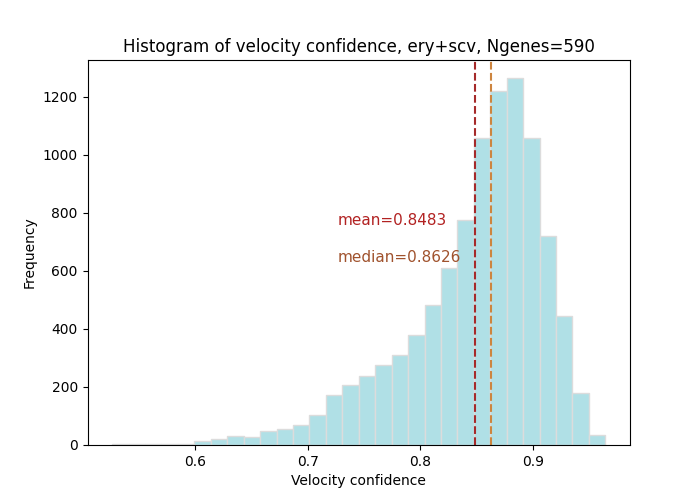 Histogram of velocity confidence, ery+scv, Ngenes=590
1200
1000
800
600
400
200
0
Frequency
mean=0.8483
median=0.8626
0.6 0.7 0.8 0.9
Velocity confidence